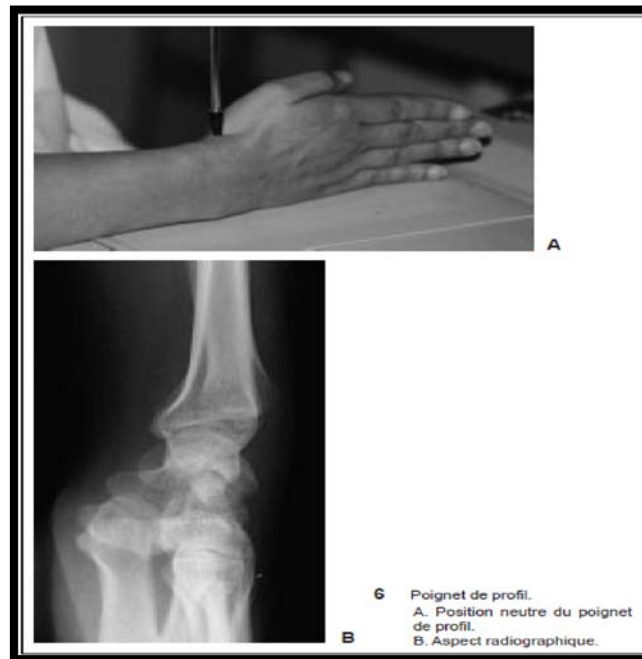 A
6 Poignet de profil.
A. Position neutre du poignet
de profil.
B. Aspect radiographique.
B